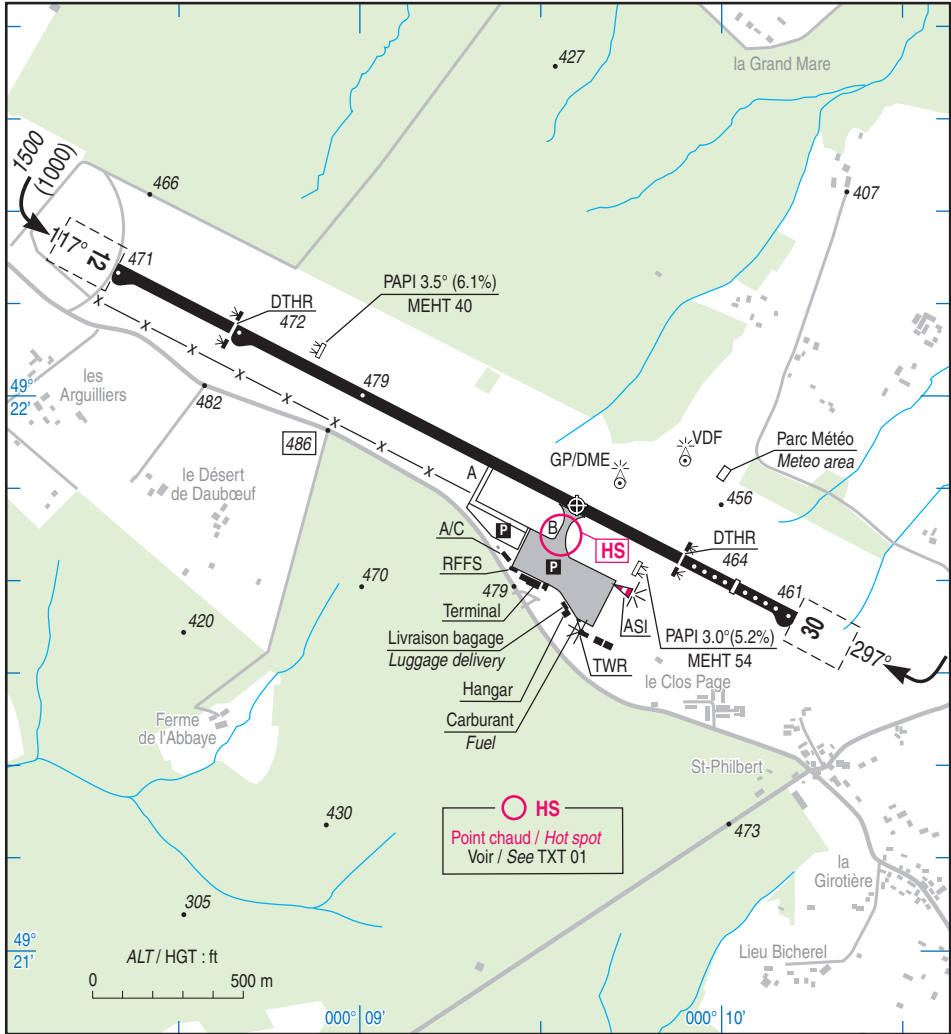 la Grand Mare
427
1500
(1000)
466
407
117°
12
471
PAPI 3.5° (6.1%)
MEHT 40
DTHR
472
479
49°
22'
les
Arguilliers
482
486
VDF
GP/DME
Parc Météo
Meteo area
le Désert
de Daubœuf
A
456
P
B
HS
DTHR
464
A/C
RFFS
P
470
479
461
Terminal
ASI
30
420
Livraison bagage
Luggage delivery
PAPI 3.0°(5.2%)
MEHT 54
297°
TWR
Hangar
le Clos Page
Carburant
Fuel
Ferme
de l'Abbaye
St-Philbert
HS
Point chaud / Hot spot
Voir / See TXT 01
430
473
la
Girotière
305
49°
21'
Lieu Bicherel
ALT / HGT : ft
0 500 m
000° 09'
000° 10'
x x x x x x x x